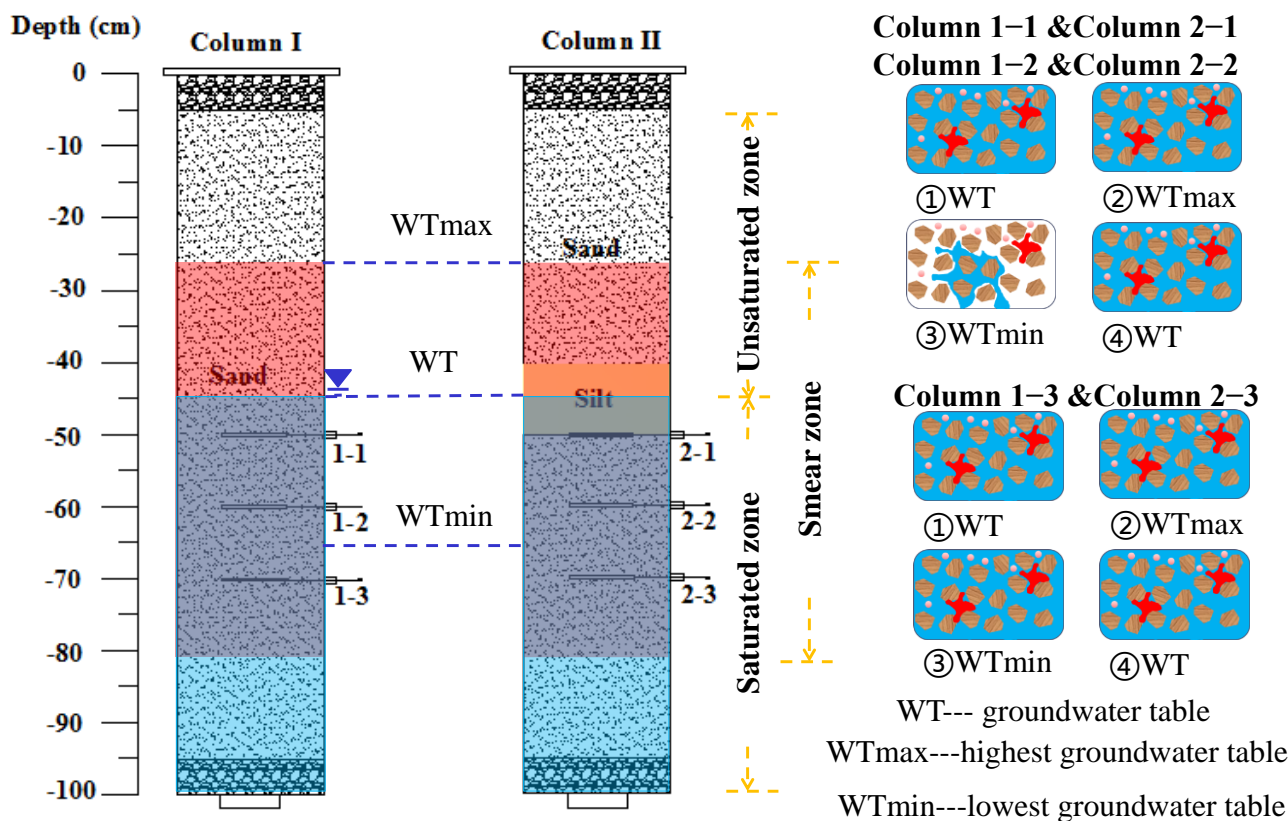 Depth (cm)
Column I
Column II
0
-10
-20
-30
-40
-50
-60
-70
-80
-90
-100
WTmax
WT
WTmin
Sand
Sand
Silt
1-1
1-2
1-3
2-1
2-2
2-3
Unsaturated zone
Saturated zone
Smear zone
Column 1−1 &Column 2−1
Column 1−2 &Column 2−2
①WT
②WTmax
③WTmin
④WT
Column 1−3 &Column 2−3
①WT
②WTmax
③WTmin
④WT
WT--- groundwater table
WTmax---highest groundwater table
WTmin---lowest groundwater table